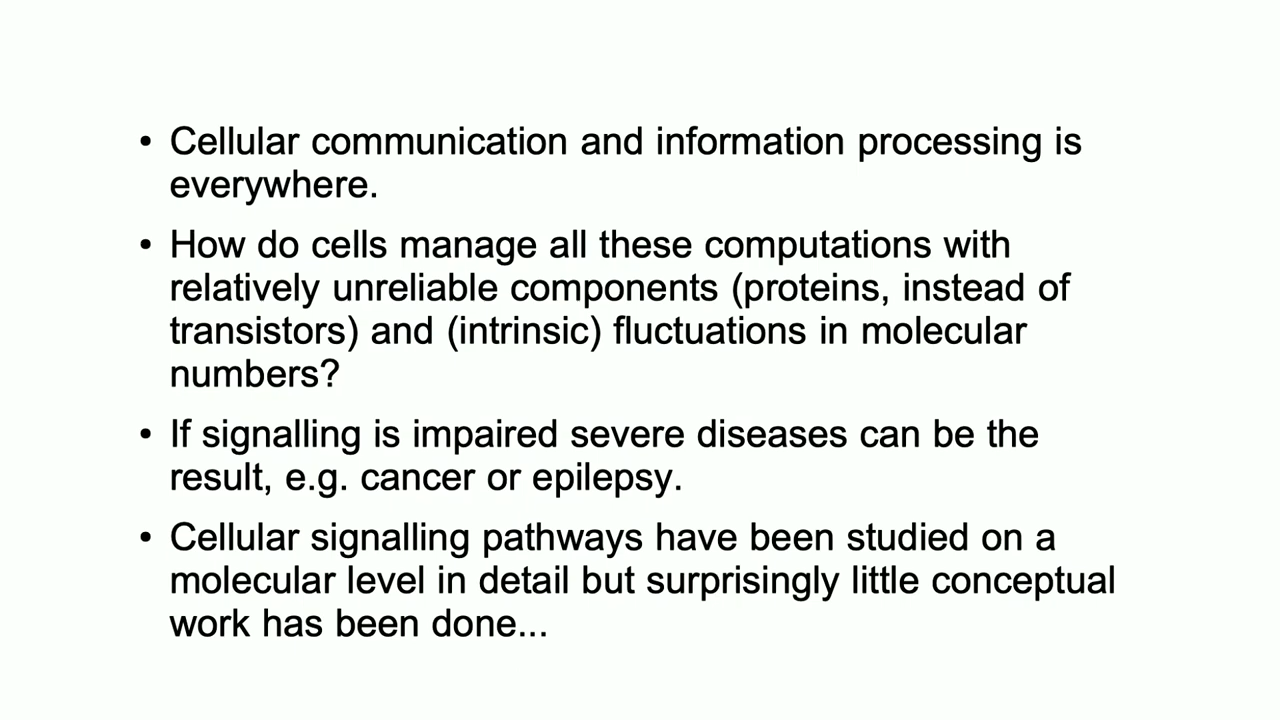 • Cellular communication and information processing is
everywhere.
• How do cells manage all these computations with
relatively unreliable components (proteins, instead of
transistors) and (intrinsic) fluctuations in molecular
numbers?
• If signalling is impaired severe diseases can be the
result, e.g. cancer or epilepsy.
• Cellular signalling pathways have been studied on a
molecular level in detail but surprisingly little conceptual
work has been done...